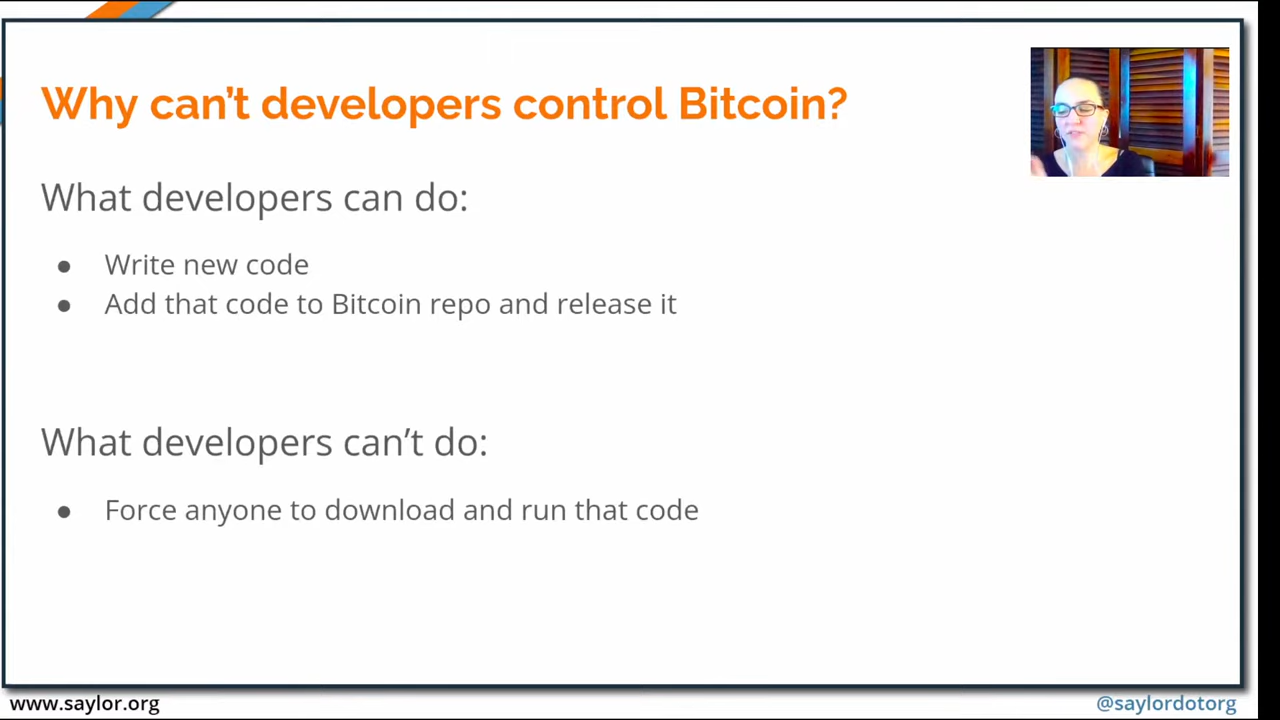 Why can't developers control Bitcoin?
What developers can do:
● Write new code
● Add that code to Bitcoin repo and release it
What developers can't do:
● Force anyone to download and run that code
www.saylor.org
@saylordotorg